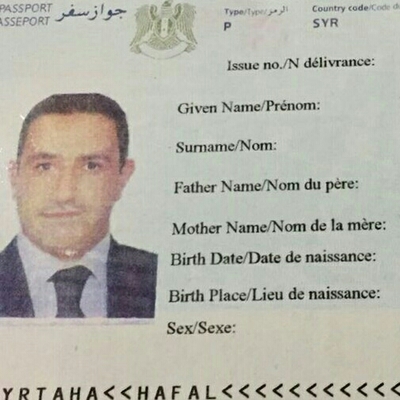 PASSPORT جواز سفر
PASSEPORT
Type/Type/الرمز Country code/Code du
P SYR
Issue no./N délivrance:
Given Name/Prénom:
Surname/Nom:
Father Name/Nom du père:
Mother Name/Nom de la mère:
Birth Date/Date de naissance:
Birth Place/Lieu de naissance:
Sex/Sexe:
YRTAHA<<HAFAL<<<<<<<<<<<